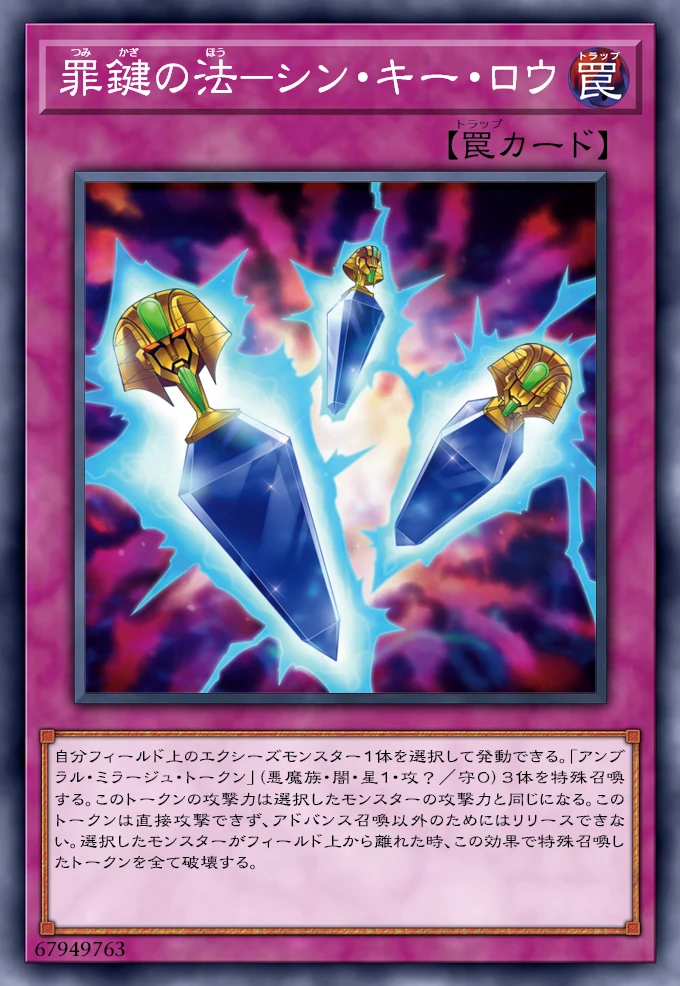 罪鍵の法－シン・キー・ロウ 罠
つみ かぎ ほう トラップ
【罠カード】
トラップ
自分フィールド上のエクシーズモンスター１体を選択して発動できる。「アンブ
ラル・ミラージュ・トークン」(悪魔族・闇・星１・攻？／守０)３体を特殊召喚
する。このトークンの攻撃力は選択したモンスターの攻撃力と同じになる。この
トークンは直接攻撃できず、アドバンス召喚以外のためにはリリースできな
い。選択したモンスターがフィールド上から離れた時、この効果で特殊召喚し
たトークンを全て破壊する。
67949763